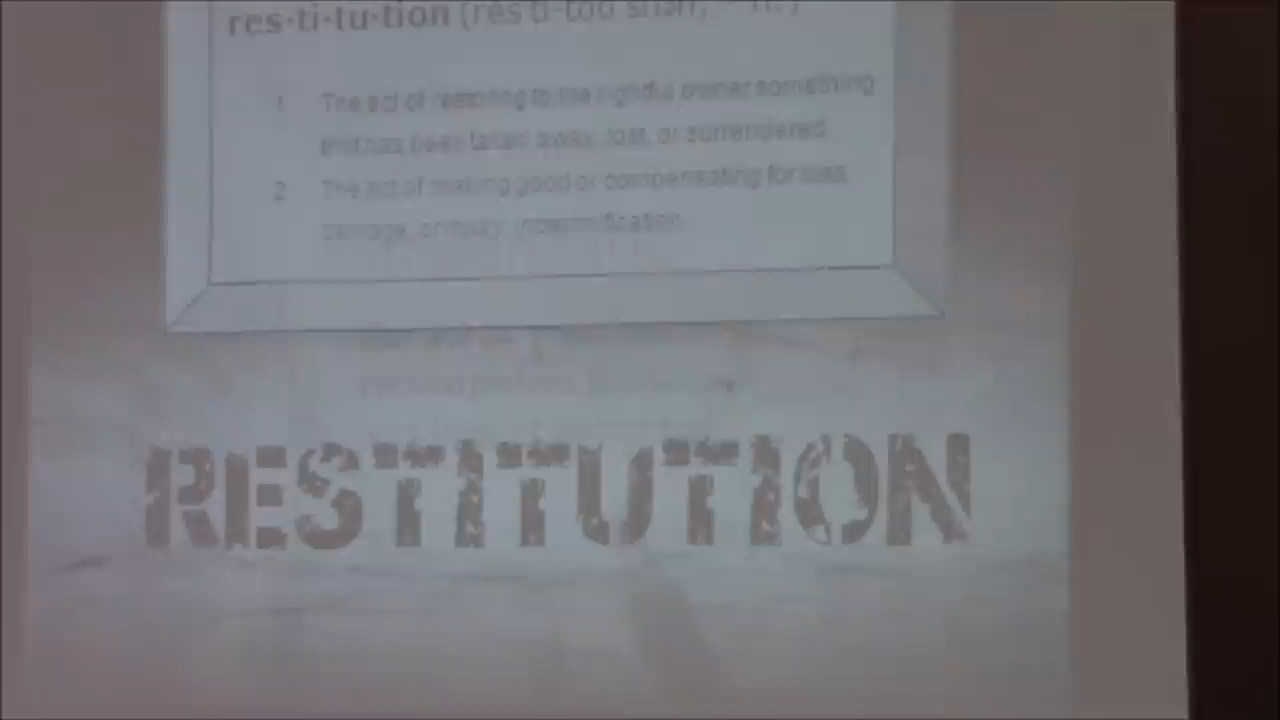 res·ti·tu·tion (res ti-too shan,
1 The act of restoring to the rightful owner something
that has been taken away, lost, or surrendered.
2 The act of making good or compensating for loss,
damage, or injury; indemnification.
RESTITUTION